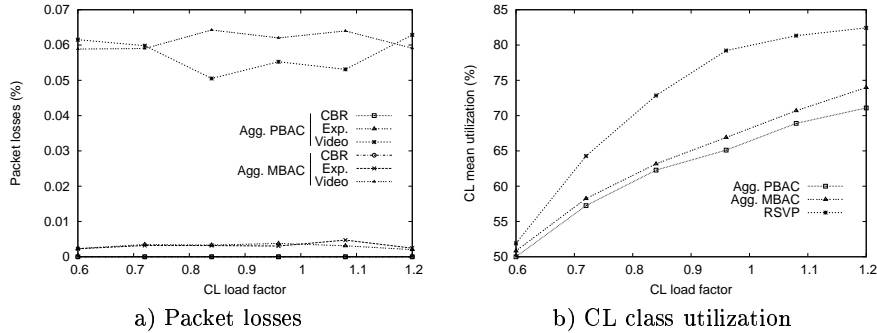 0.07
0.06
0.05
0.04
0.03
0.02
0.01
0
Packet losses (%)
Agg. PBAC
CBR
Exp.
Video
Agg. MBAC
CBR
Exp.
Video
0.6 0.7 0.8 0.9 1 1.1 1.2
CL load factor
a) Packet losses
85
80
75
70
65
60
55
50
CL mean utilization (%)
Agg. PBAC
Agg. MBAC
RSVP
0.6 0.7 0.8 0.9 1 1.1 1.2
CL load factor
b) CL class utilization